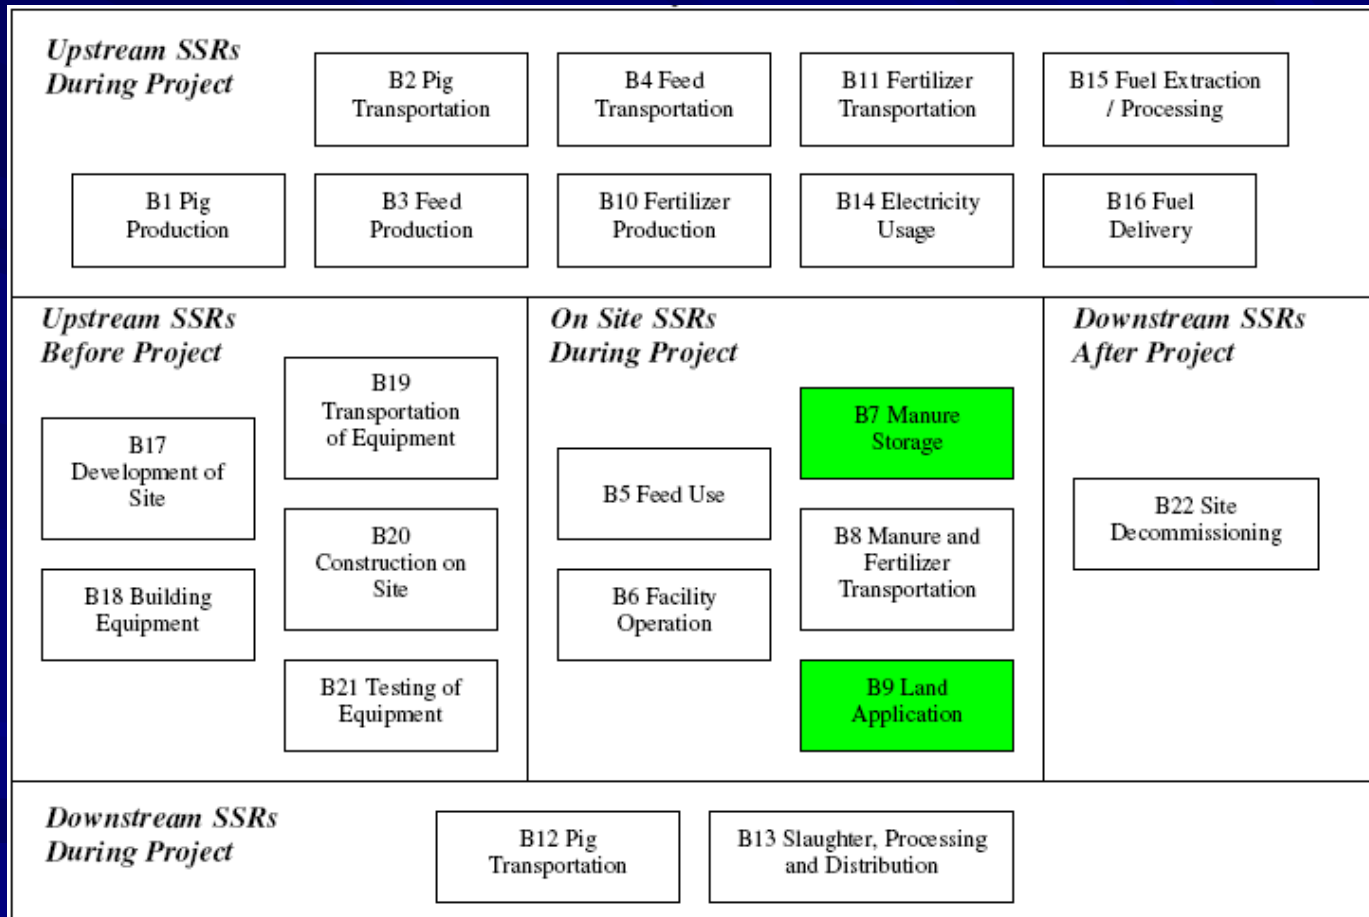 Upstream SSRs
During Project
B2 Pig
Transportation
B4 Feed
Transportation
B11 Fertilizer
Transportation
B15 Fuel Extraction
/ Processing
B1 Pig
Production
B3 Feed
Production
B10 Fertilizer
Production
B14 Electricity
Usage
B16 Fuel
Delivery
Upstream SSRs
Before Project
B19
Transportation
of Equipment
B17
Development of
Site
B20
Construction on
Site
B18 Building
Equipment
B21 Testing of
Equipment
On Site SSRs
During Project
B7 Manure
Storage
B5 Feed Use
B8 Manure and
Fertilizer
Transportation
B6 Facility
Operation
B9 Land
Application
Downstream SSRs
After Project
B22 Site
Decommissioning
Downstream SSRs
During Project
B12 Pig
Transportation
B13 Slaughter, Processing
and Distribution